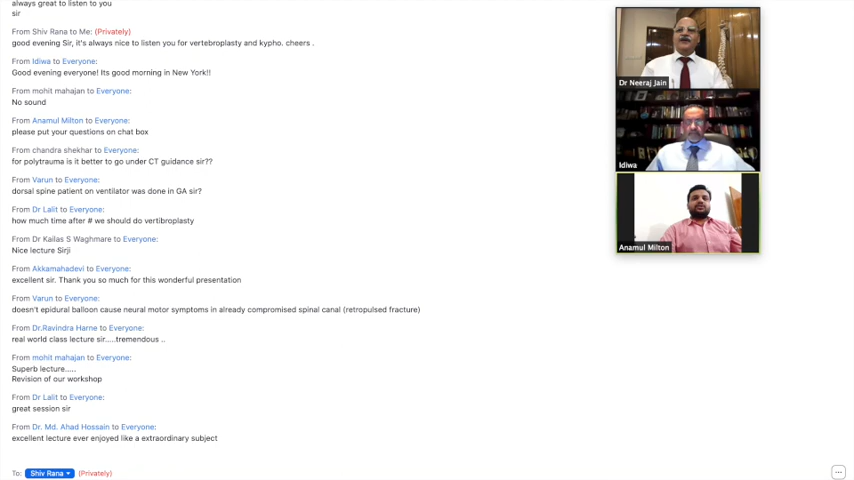 always great to listen to you
sir
From Shiv Rana to Me: (Privately)
good evening Sir, it's always nice to listen you for vertebroplasty and kypho. cheers .
From Idiwa to Everyone:
Good evening everyone! Its good morning in New York!!
From mohit mahajan to Everyone:
No sound
From Anamul Milton to Everyone:
please put your questions on chat box
From chandra shekhar to Everyone:
for polytrauma is it better to go under CT guidance sir??
From Varun to Everyone:
dorsal spine patient on ventilator was done in GA sir?
From Dr Lalit to Everyone:
how much time after # we should do vertibroplasty
From Dr Kailas S Waghmare to Everyone:
Nice lecture Sirji
From Akkamahadevi to Everyone:
excellent sir. Thank you so much for this wonderful presentation
From Varun to Everyone:
doesn't epidural balloon cause neural motor symptoms in already compromised spinal canal (retropulsed fracture)
From Dr.Ravindra Harne to Everyone:
real world class lecture sir.....tremendous ..
From mohit mahajan to Everyone:
Superb lecture.....
Revision of our workshop
From Dr Lalit to Everyone:
great session sir
From Dr. Md. Ahad Hossain to Everyone:
excellent lecture ever enjoyed like a extraordinary subject
To: Shiv Rana (Privately)
Dr Neeraj Jain
Idiwa
Anamul Milton